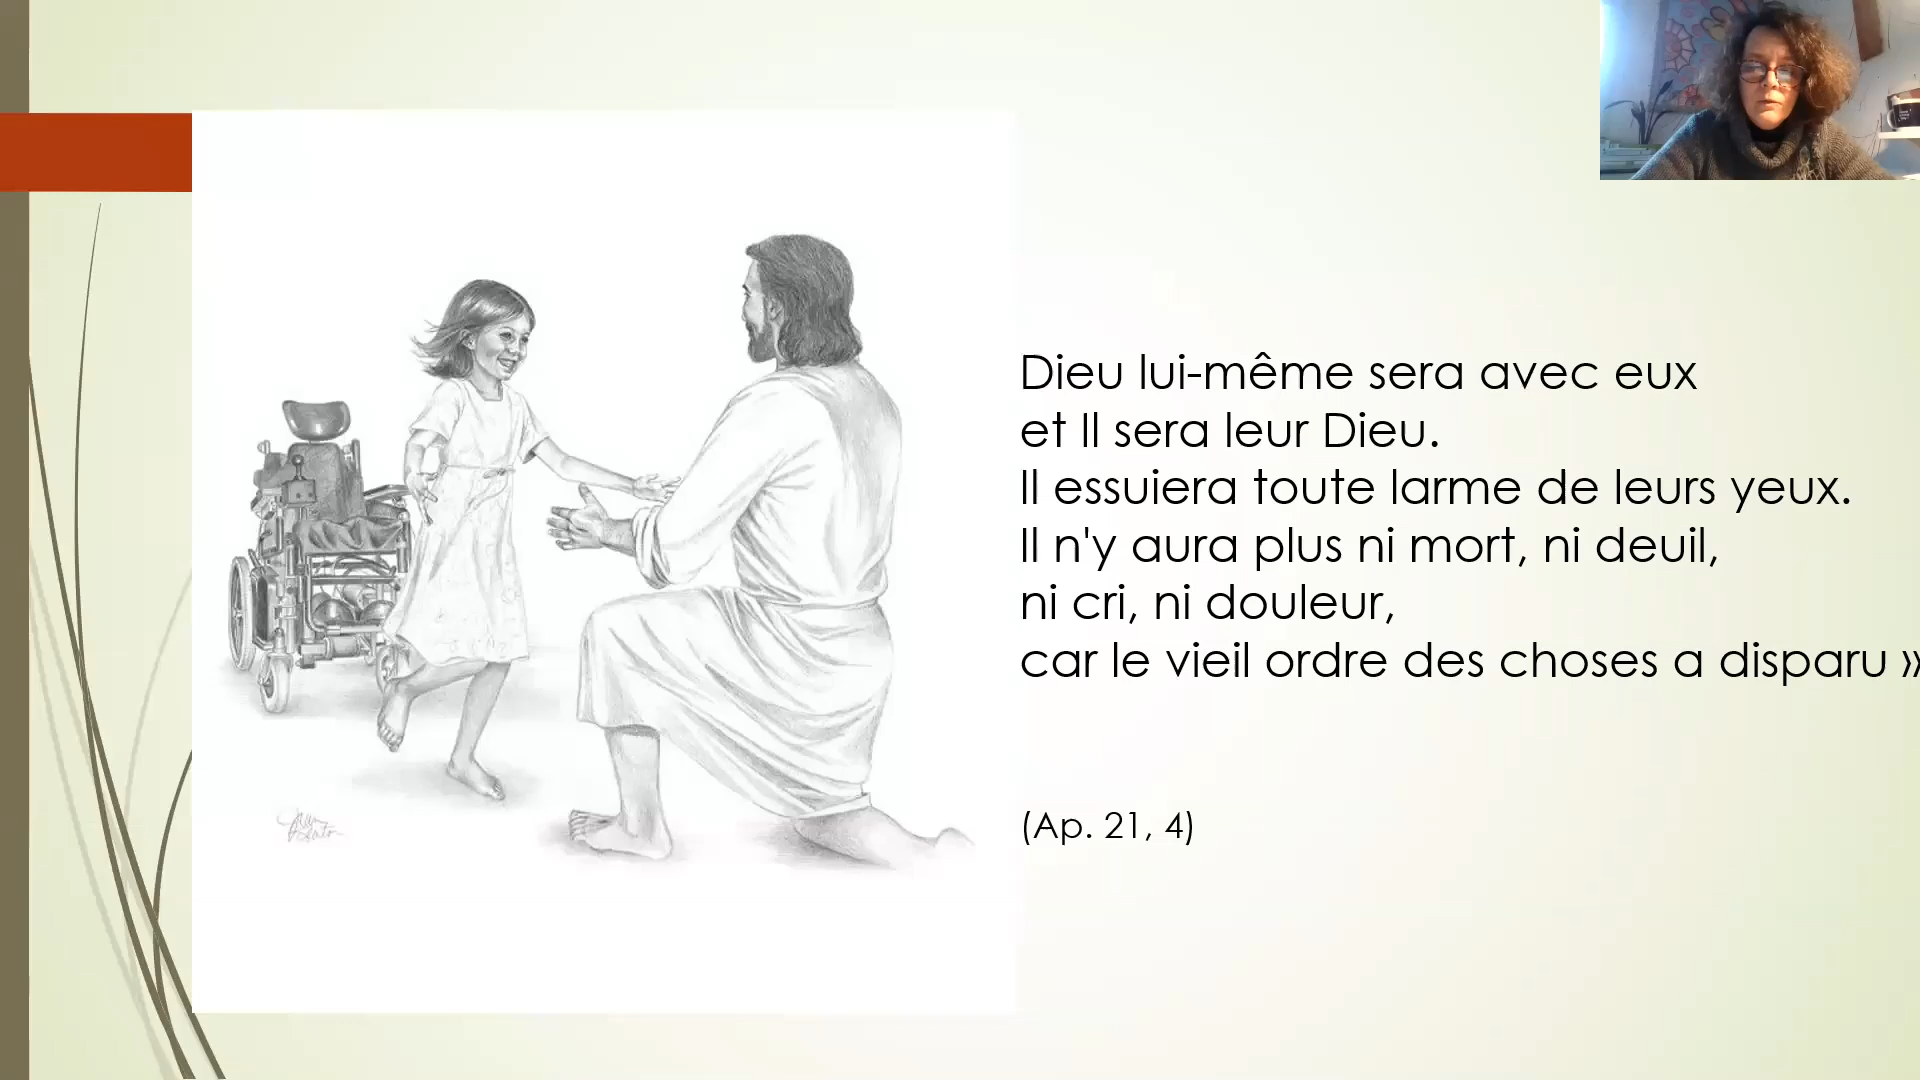 Dieu lui-même sera avec eux
et Il sera leur Dieu.
Il essuiera toute larme de leurs yeux.
Il n'y aura plus ni mort, ni deuil,
ni cri, ni douleur,
car le vieil ordre des choses a disparu »
(Ap. 21, 4)